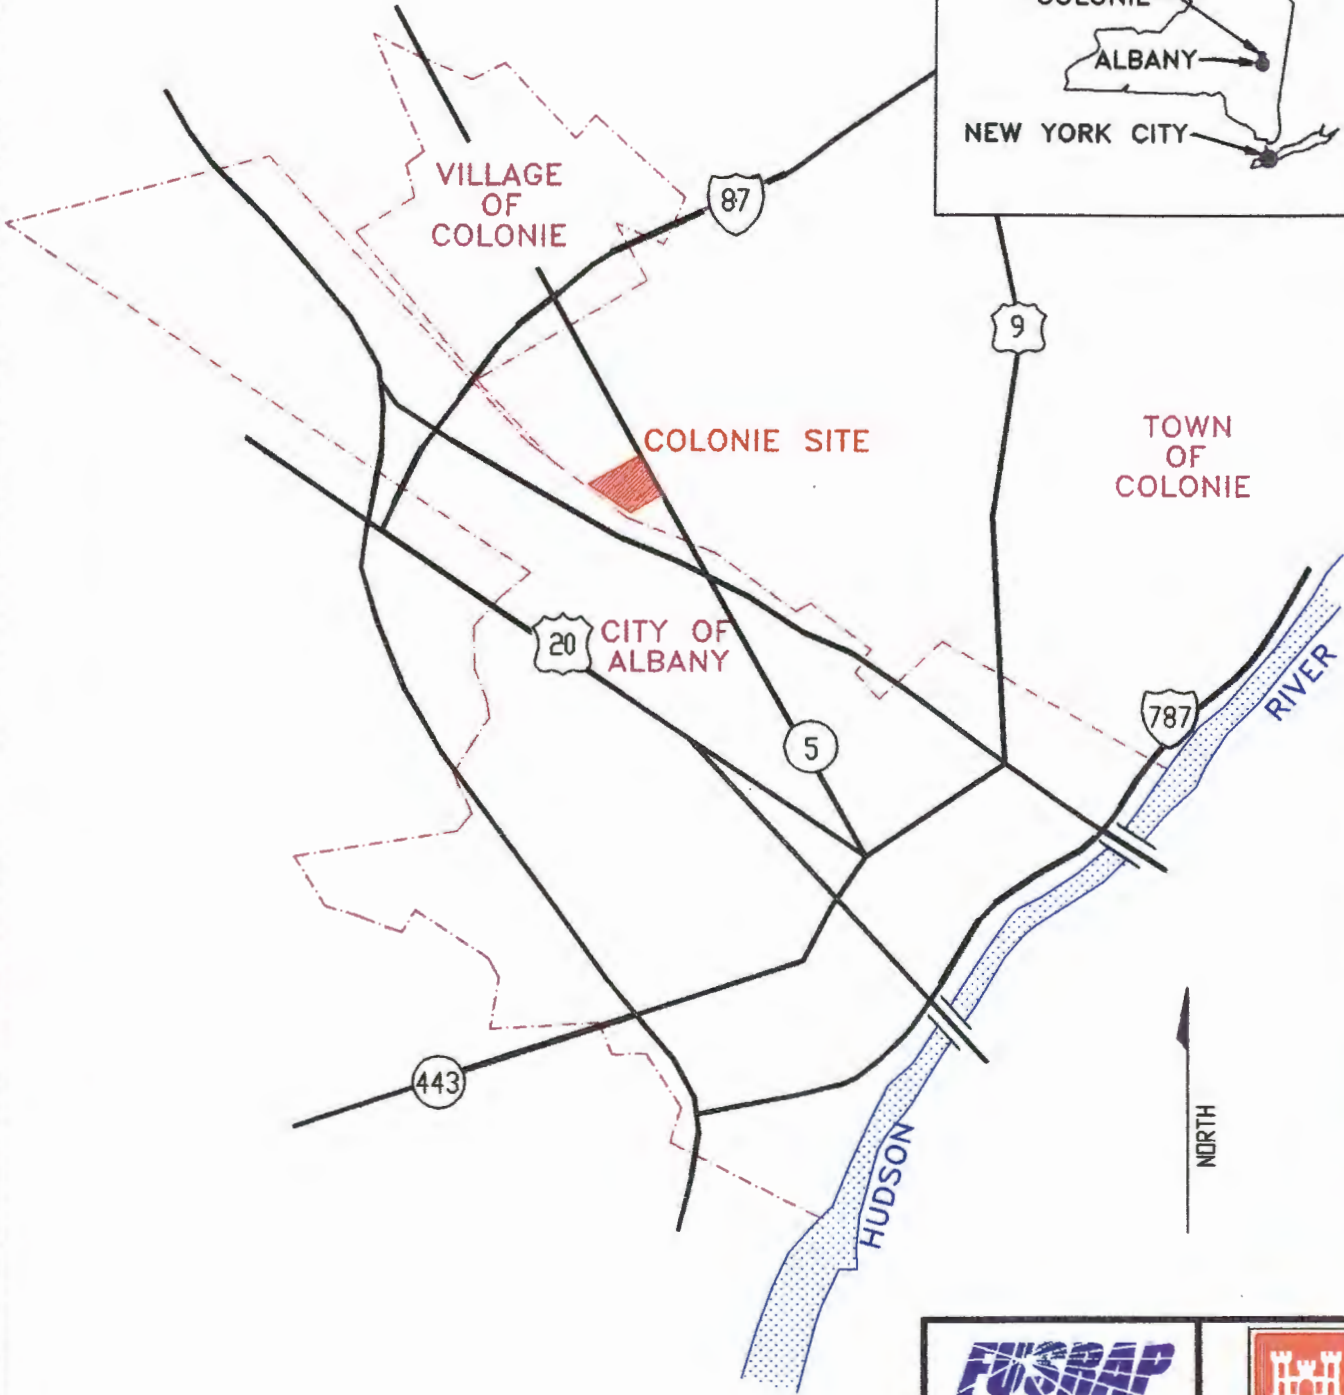 COLONIE
ALBANY
NEW YORK CITY
VILLAGE
OF
COLONIE
87
9
COLONIE SITE
TOWN
OF
COLONIE
20
CITY OF
ALBANY
5
787
RIVER
443
NORTH
HUDSON
FUSRAP